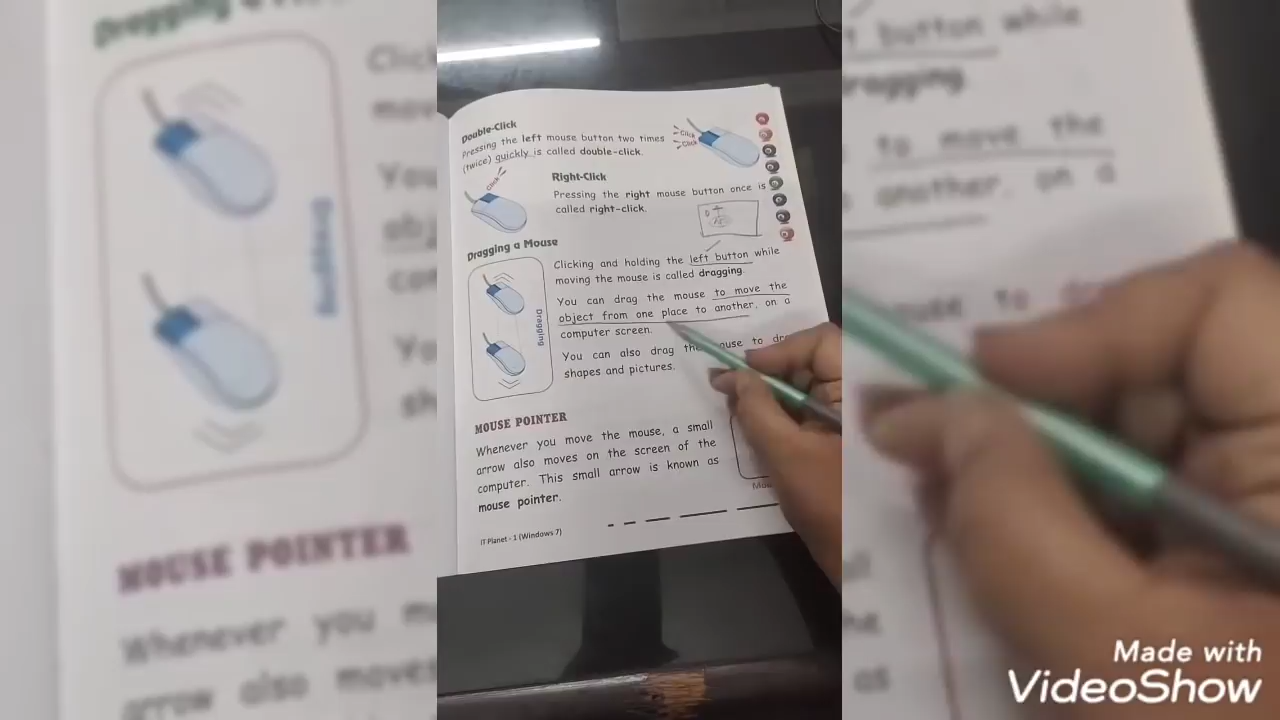 Double-Click
Pressing the left mouse button two times
(twice) quickly is called double-click.
Click
Click
Click
Right-Click
Pressing the right mouse button once is
called right-click.
Dragging a Mouse
Clicking and holding the left button while
moving the mouse is called dragging.
You can drag the mouse to move the
object from one place to another, on a
computer screen.
Dragging
You can also drag the mouse to
shapes and pictures.
MOUSE POINTER
Whenever you move the mouse, a small
arrow also moves on the screen of the
computer. This small arrow is known as
mouse pointer.
IT Planet - 1 (Windows 7)
Made with
VideoShow